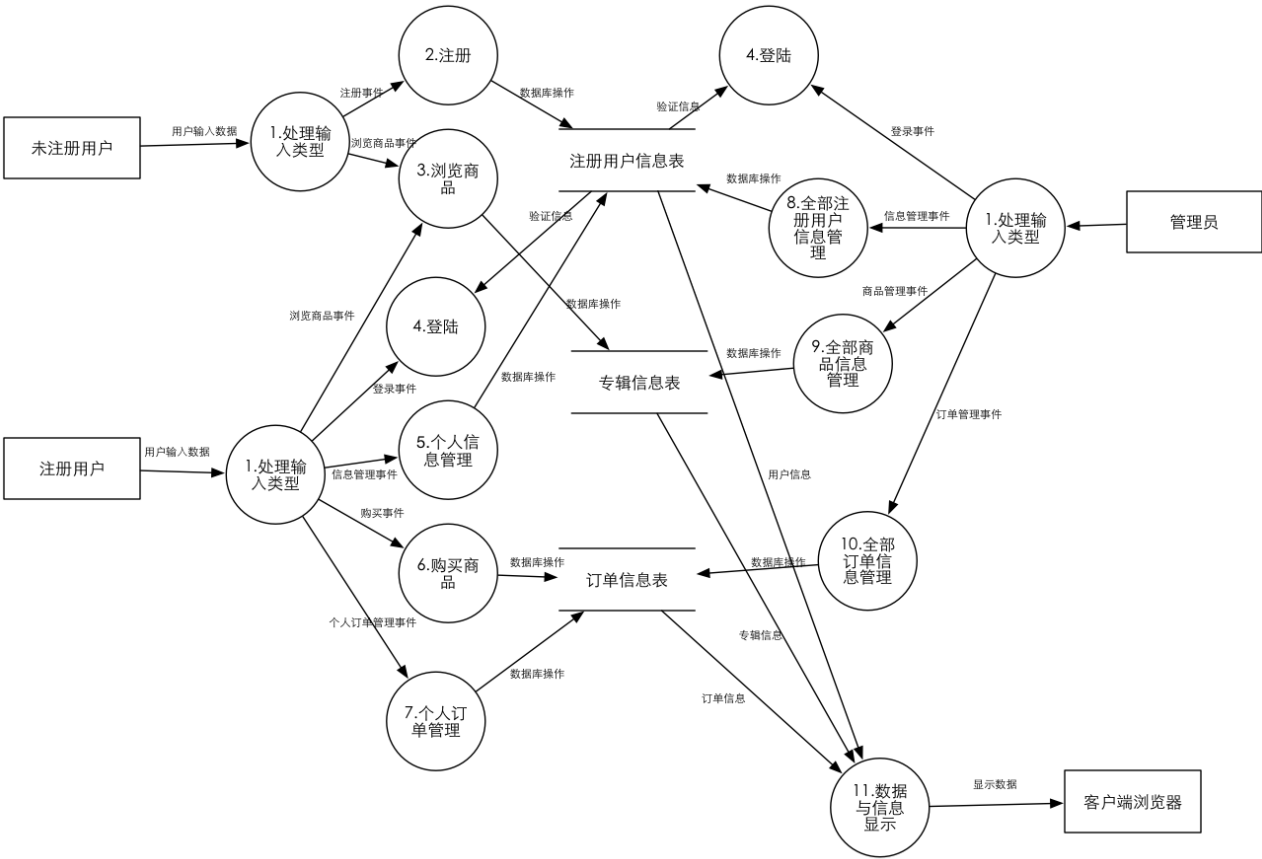 2.注册
4.登陆
注册事件
数据库操作
验证信息
用户输入数据
1.处理输
入类型
未注册用户
浏览商品事件
3.浏览商
品
注册用户信息表
登录事件
数据库操作
8.全部注
册用户
信息管
理
信息管理事件
1.处理输
入类型
管理员
验证信息
浏览商品事件
4.登陆
数据库操作
商品管理事件
9.全部商
品信息
管理
数据库操作
专辑信息表
登录事件
数据库操作
订单管理事件
注册用户
用户输入数据
1.处理输
入类型
信息管理事件
5.个人信
息管理
用户信息
购买事件
6.购买商
品
数据库操作
订单信息表
数据库操作
10.全部
订单信
息管理
个人订单管理事件
专辑信息
数据库操作
订单信息
7.个人订
单管理
11.数据
与信息
显示
显示数据
客户端浏览器